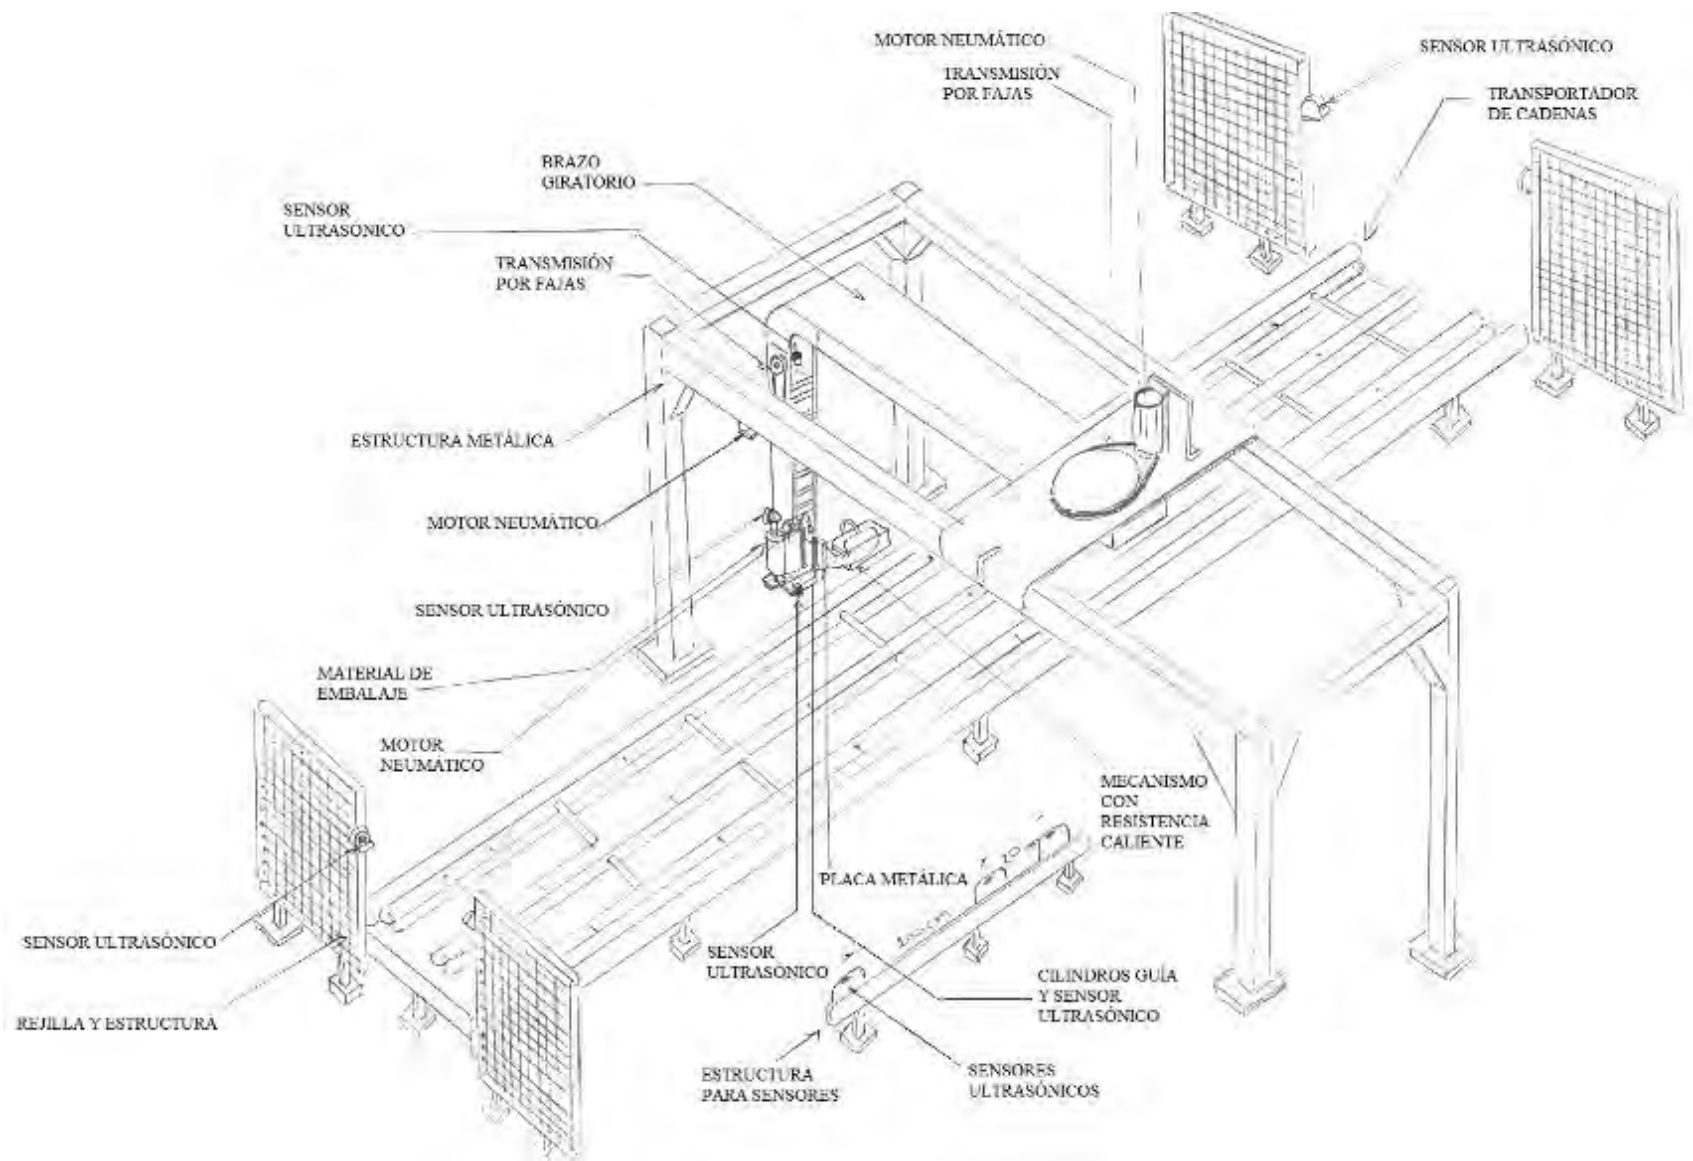 MOTOR NEUMÁTICO
SENSOR ULTRASÓNICO
TRANSMISIÓN
POR FAJAS
TRANSPORTADOR
DE CADENAS
BRAZO
GIRATORIO
SENSOR
ULTRASÓNICO
TRANSMISIÓN
POR FAJAS
ESTRUCTURA METÁLICA
MOTOR NEUMÁTICO
SENSOR ULTRASÓNICO
MATERIAL DE
EMBALAJE
MOTOR
NEUMÁTICO
MECANISMO
CON
RESISTENCIA
CALIENTE
PLACA METÁLICA
SENSOR ULTRASÓNICO
SENSOR
ULTRASÓNICO
CILINDROS GUÍA
Y SENSOR
ULTRASÓNICO
REJILLA Y ESTRUCTURA
ESTRUCTURA
PARA SENSORES
SENSORES
ULTRASÓNICOS